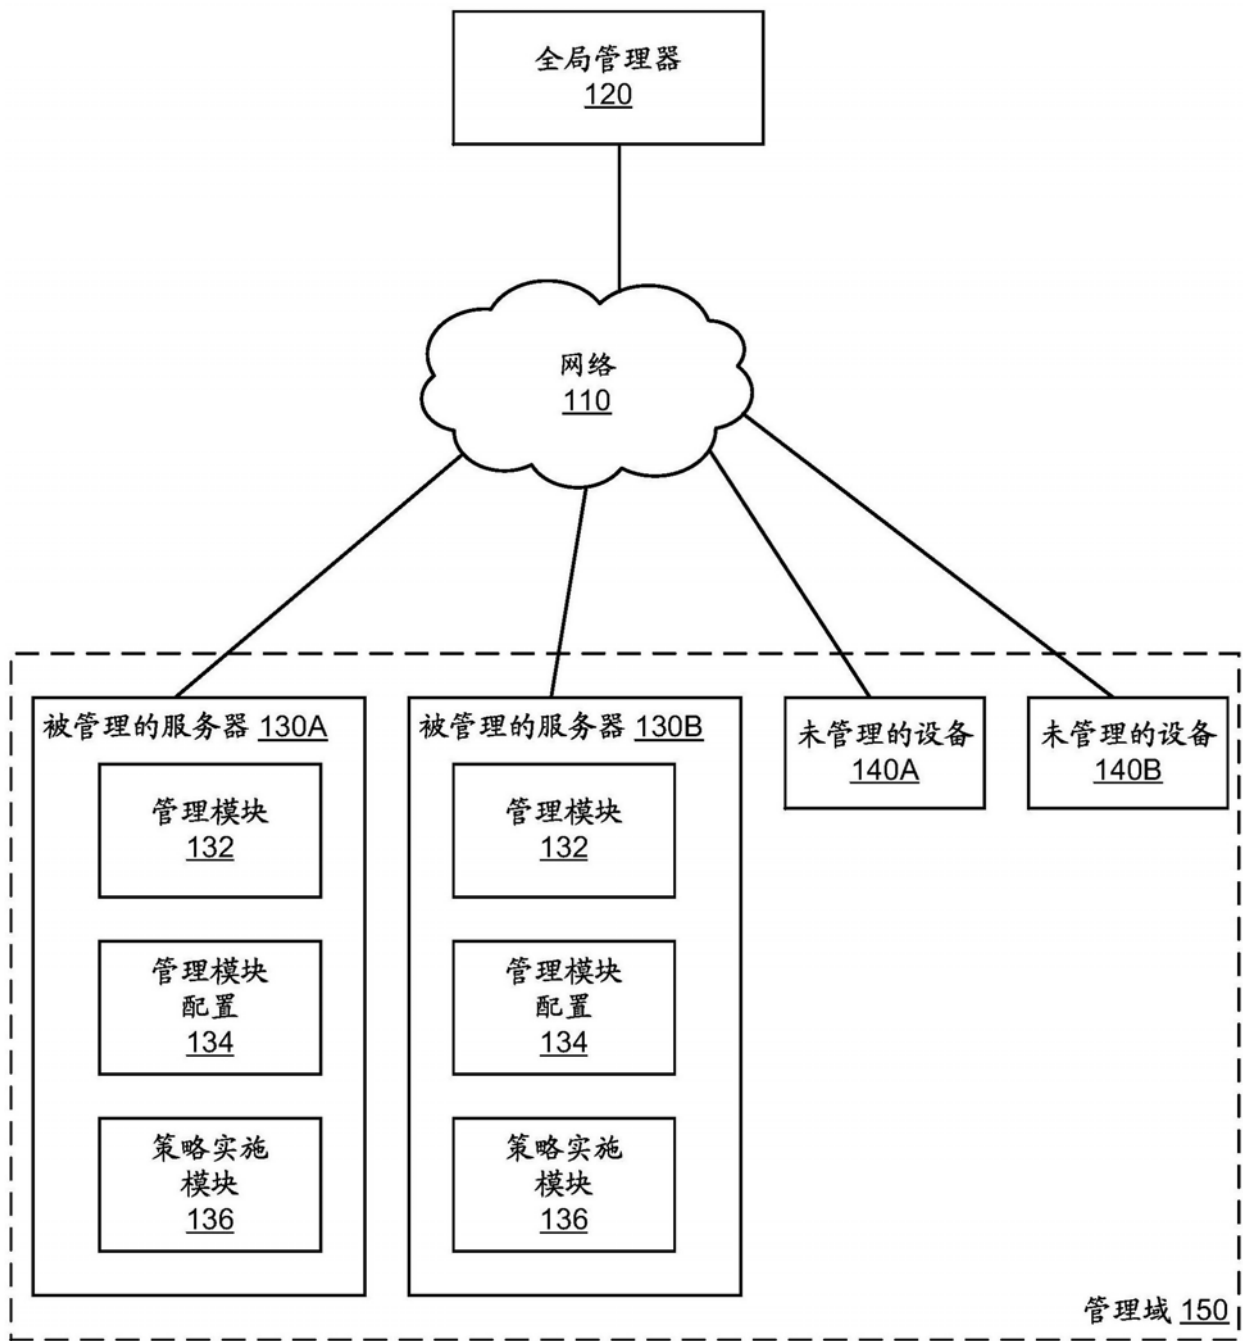 全局管理器
120
网络
110
被管理的服务器 130A
管理模块
132
管理模块
配置
134
策略实施
模块
136
被管理的服务器 130B
管理模块
132
管理模块
配置
134
策略实施
模块
136
未管理的设备
140A
未管理的设备
140B
管理域 150